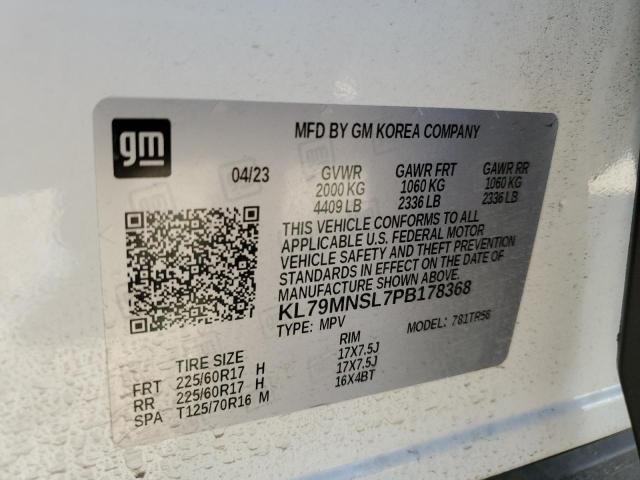 gm
MFD BY GM KOREA COMPANY
04/23
GVWR GAWR FRT GAWR RR
2000 KG 1060 KG 1060 KG
4409 LB 2336 LB 2336 LB
THIS VEHICLE CONFORMS TO ALL
APPLICABLE U.S. FEDERAL MOTOR
VEHICLE SAFETY AND THEFT PREVENTION
STANDARDS IN EFFECT ON THE DATE OF
MANUFACTURE SHOWN ABOVE.
KL79MNSL7PB178368
TYPE: MPV MODEL: 781TR56
TIRE SIZE RIM
FRT 225/60R17 H 17X7.5J
RR 225/60R17 H 17X7.5J
SPA T125/70R16 M 16X4BT